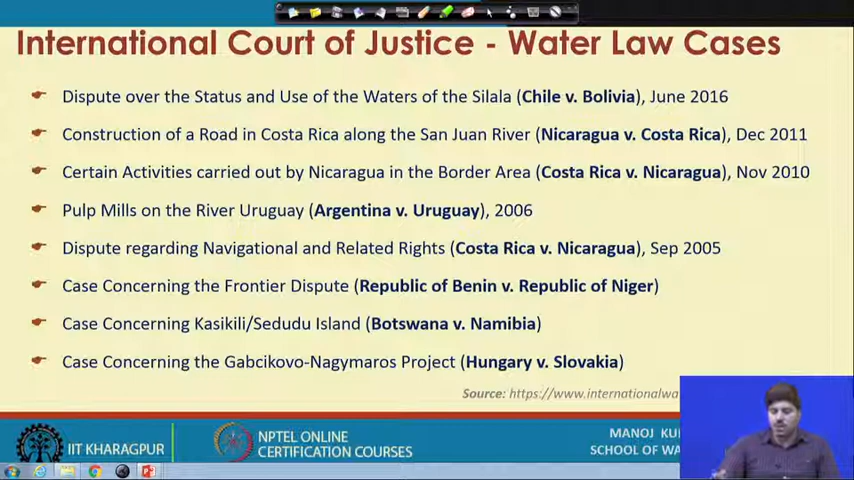 International Court of Justice - Water Law Cases
Dispute over the Status and Use of the Waters of the Silala (Chile v. Bolivia), June 2016
Construction of a Road in Costa Rica along the San Juan River (Nicaragua v. Costa Rica), Dec 2011
Certain Activities carried out by Nicaragua in the Border Area (Costa Rica v. Nicaragua), Nov 2010
Pulp Mills on the River Uruguay (Argentina v. Uruguay), 2006
Dispute regarding Navigational and Related Rights (Costa Rica v. Nicaragua), Sep 2005
Case Concerning the Frontier Dispute (Republic of Benin v. Republic of Niger)
Case Concerning Kasikili/Sedudu Island (Botswana v. Namibia)
Case Concerning the Gabcikovo-Nagymaros Project (Hungary v. Slovakia)
Source: https://www.internationalwa
IIT KHARAGPUR
NPTEL ONLINE
CERTIFICATION COURSES
MANOJ KU
SCHOOL OF WA